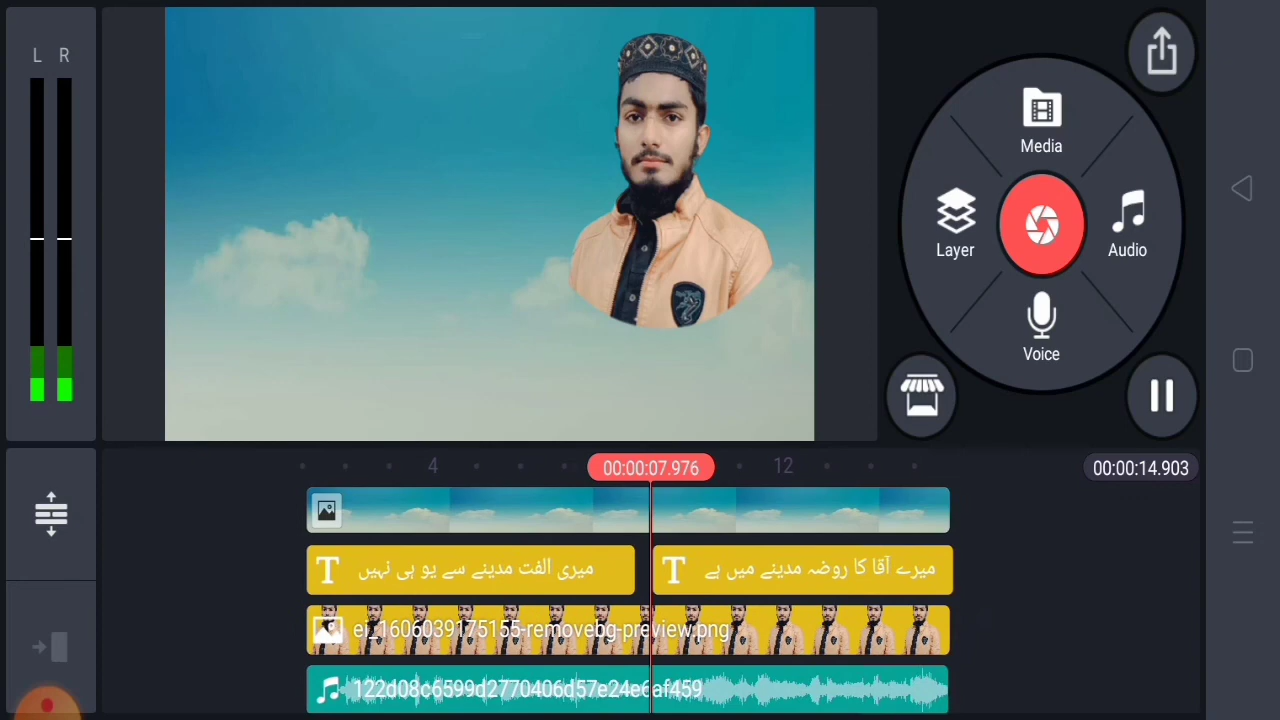 L R
Media
Layer
Audio
Voice
4
00:00:07.976
12
00:00:14.903
میری الفت مدینے سے یو ہی نہیں
میرے آقا کا روضہ مدینے میں ہے
ei_1606039175155-removebg-preview.png
122d08c6599d2770406d57e24e6af459